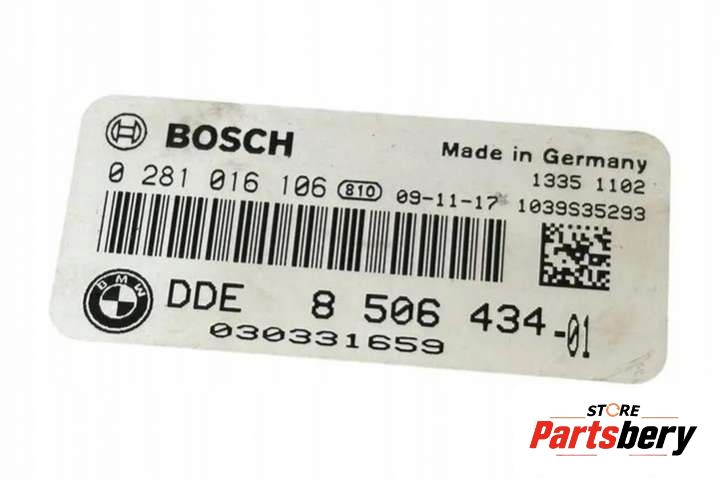 BOSCH
Made in Germany
1335 1102
0 281 016 106 810 09-11-17* 1039S35293
BMW
DDE 8 506 434-01
030331659
STORE
Partsbery